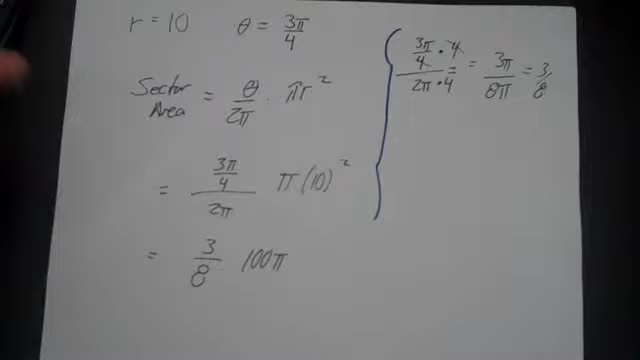 r = 10   θ = 3π/4
Sector Area = θ/2π · πr²
= (3π/4)/2π π(10)²
= 3/8 100π
(3π/4 · 4)/(2π · 4) = = 3π/8π = 3/8